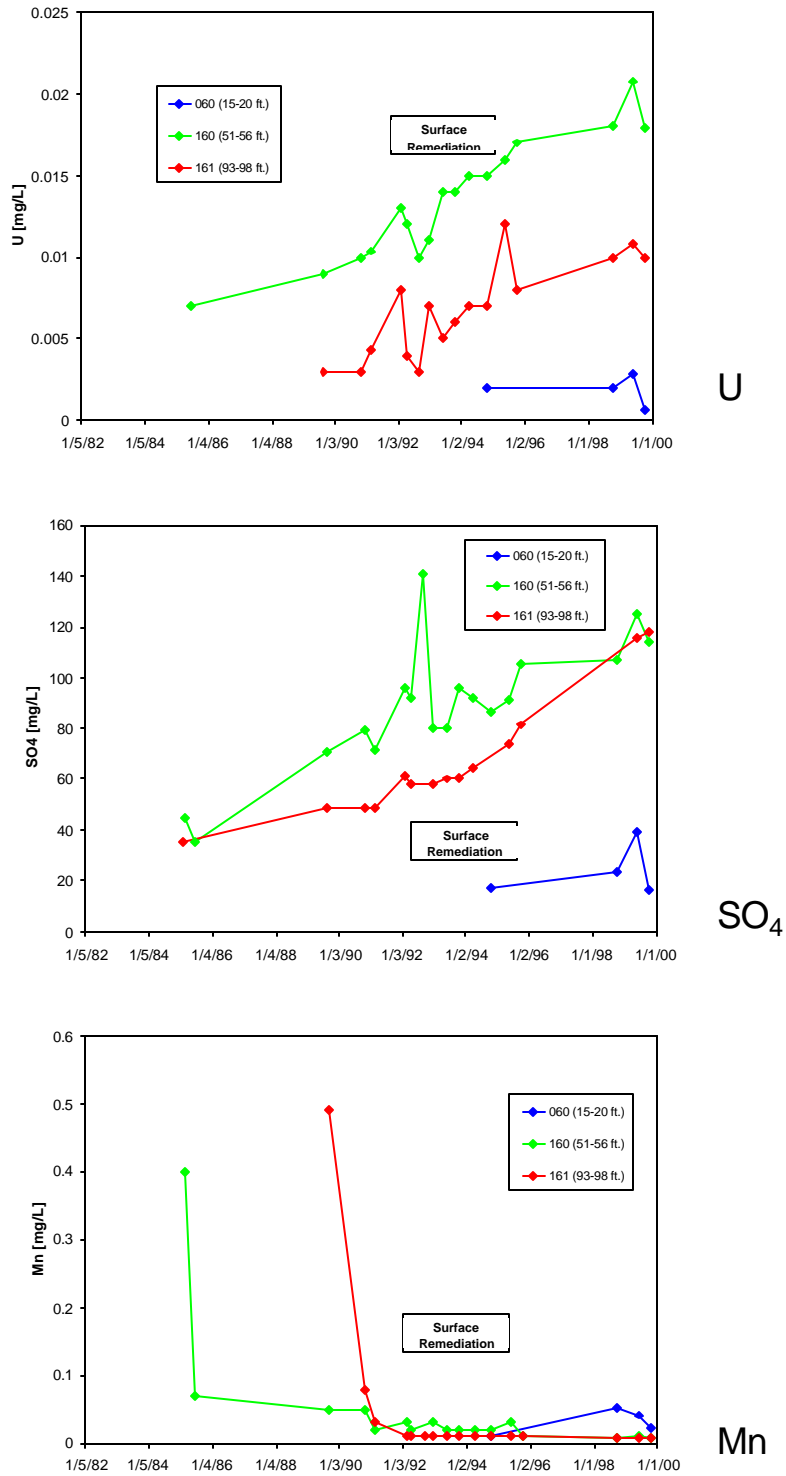 0.025
0.02
0.015
0.01
0.005
0
U [mg/L]
060 (15-20 ft.)
160 (51-56 ft.)
161 (93-98 ft.)
Surface
Remediation
1/5/82 1/5/84 1/4/86 1/4/88 1/3/90 1/3/92 1/2/94 1/2/96 1/1/98 1/1/00
U
160
140
120
100
80
60
40
20
0
SO4 [mg/L]
060 (15-20 ft.)
160 (51-56 ft.)
161 (93-98 ft.)
Surface
Remediation
1/5/82 1/5/84 1/4/86 1/4/88 1/3/90 1/3/92 1/2/94 1/2/96 1/1/98 1/1/00
SO₄
0.6
0.5
0.4
0.3
0.2
0.1
0
Mn [mg/L]
060 (15-20 ft.)
160 (51-56 ft.)
161 (93-98 ft.)
Surface
Remediation
1/5/82 1/5/84 1/4/86 1/4/88 1/3/90 1/3/92 1/2/94 1/2/96 1/1/98 1/1/00
Mn